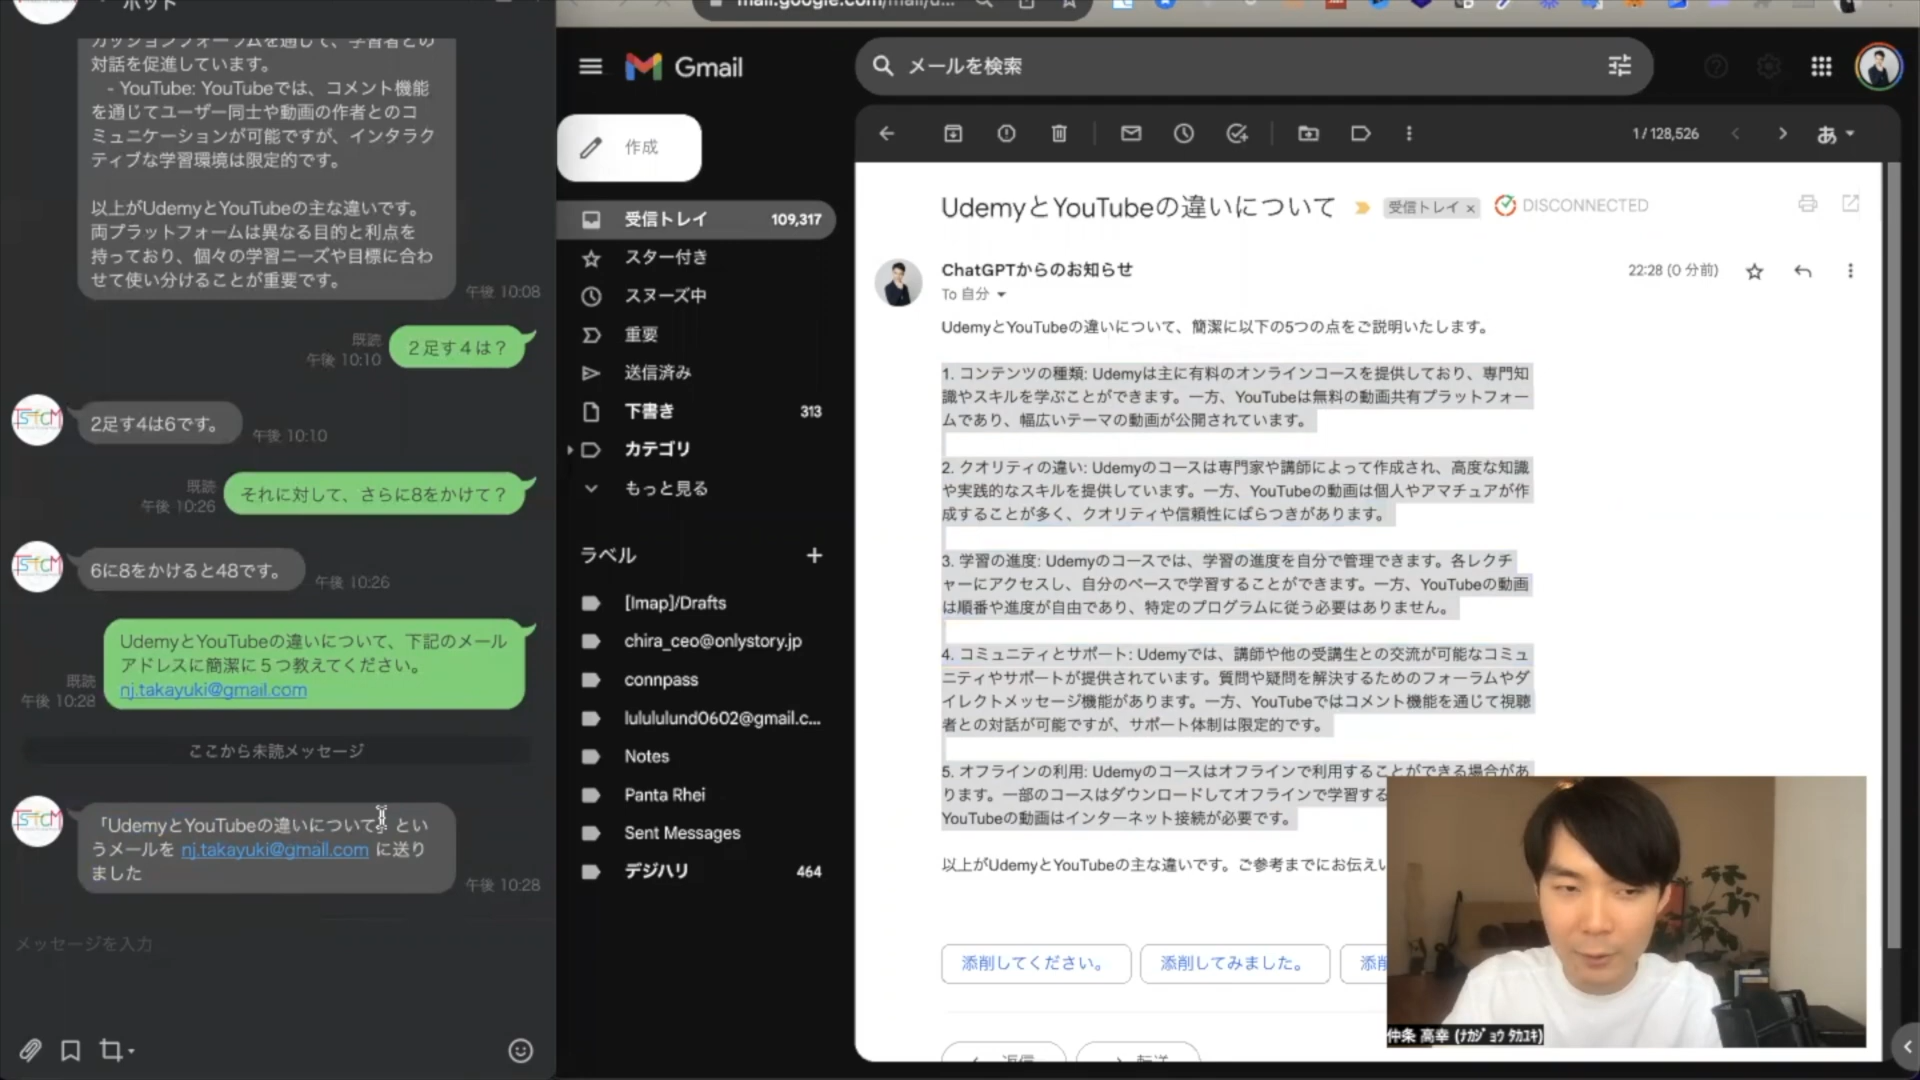 ボット
カッションフォーラムを通じて、学習者との
対話を促進しています。
- YouTube: YouTubeでは、コメント機能
を通じてユーザー同士や動画の作者とのコ
ミュニケーションが可能ですが、インタラク
ティブな学習環境は限定的です。
以上がUdemyとYouTubeの主な違いです。
両プラットフォームは異なる目的と利点を
持っており、個々の学習ニーズや目標に合わ
せて使い分けることが重要です。
午後 10:08
既読
午後 10:10
２足す４は？
2足す4は6です。
午後 10:10
既読
午後 10:26
それに対して、さらに8をかけて？
6に8をかけると48です。
午後 10:26
UdemyとYouTubeの違いについて、下記のメール
アドレスに簡潔に５つ教えてください。
nj.takayuki@gmail.com
既読
午後 10:28
ここから未読メッセージ
「UdemyとYouTubeの違いについて」とい
うメールを nj.takayuki@gmail.com に送り
ました
午後 10:28
メッセージを入力
mail.google.com/mail/u...
Gmail
メールを検索
作成
受信トレイ 109,317
スター付き
スヌーズ中
重要
送信済み
下書き 313
カテゴリ
もっと見る
ラベル
[Imap]/Drafts
chira_ceo@onlystory.jp
connpass
lulululund0602@gmail.c...
Notes
Panta Rhei
Sent Messages
デジハリ 464
1/128,526
あ
UdemyとYouTubeの違いについて
受信トレイ ×
DISCONNECTED
ChatGPTからのお知らせ
22:28 (0 分前)
To 自分
UdemyとYouTubeの違いについて、簡潔に以下の5つの点をご説明いたします。
1. コンテンツの種類: Udemyは主に有料のオンラインコースを提供しており、専門知
識やスキルを学ぶことができます。一方、YouTubeは無料の動画共有プラットフォー
ムであり、幅広いテーマの動画が公開されています。
2. クオリティの違い: Udemyのコースは専門家や講師によって作成され、高度な知識
や実践的なスキルを提供しています。一方、YouTubeの動画は個人やアマチュアが作
成することが多く、クオリティや信頼性にばらつきがあります。
3. 学習の進度: Udemyのコースでは、学習の進度を自分で管理できます。各レクチ
ャーにアクセスし、自分のペースで学習することができます。一方、YouTubeの動画
は順番や進度が自由であり、特定のプログラムに従う必要はありません。
4. コミュニティとサポート: Udemyでは、講師や他の受講生との交流が可能なコミュ
ニティやサポートが提供されています。質問や疑問を解決するためのフォーラムやダ
イレクトメッセージ機能があります。一方、YouTubeではコメント機能を通じて視聴
者との対話が可能ですが、サポート体制は限定的です。
5. オフラインの利用: Udemyのコースはオフラインで利用することができる場合があ
ります。一部のコースはダウンロードしてオフラインで学習する
YouTubeの動画はインターネット接続が必要です。
以上がUdemyとYouTubeの主な違いです。ご参考までにお伝えい
添削してください。
添削してみました。
添削
返信
転送
仲条 高幸 (ﾅｶｼﾞｮｳ ﾀｶﾕｷ)